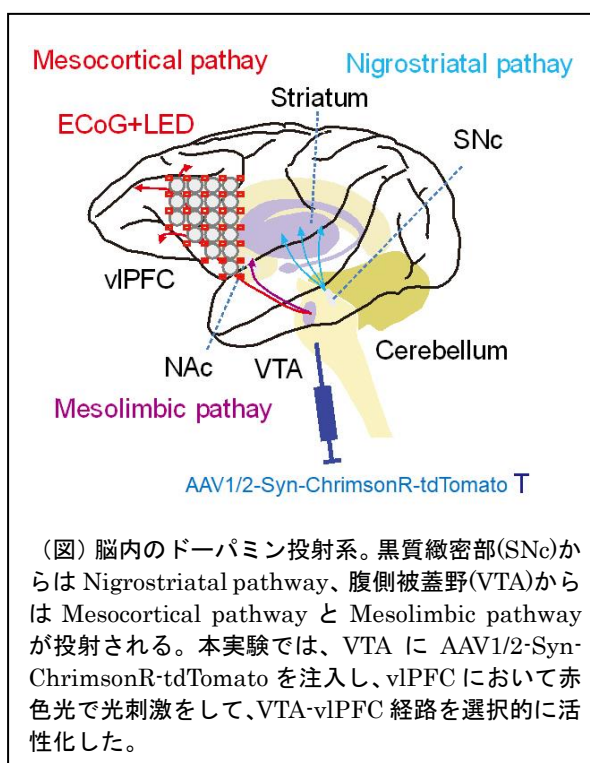 Mesocortical pathay
Nigrostriatal pathay
Striatum
ECoG+LED
SNc
vlPFC
Cerebellum
NAc
VTA
Mesolimbic pathay
AAV1/2-Syn-ChrimsonR-tdTomato T
（図）脳内のドーパミン投射系。黒質緻密部(SNc)か
らは Nigrostriatal pathway、腹側被蓋野(VTA)から
は Mesocortical pathway と Mesolimbic pathway
が投射される。本実験では、VTA に AAV1/2-Syn-
ChrimsonR-tdTomato を注入し、vlPFC において赤
色光で光刺激をして、VTA-vlPFC 経路を選択的に活
性化した。